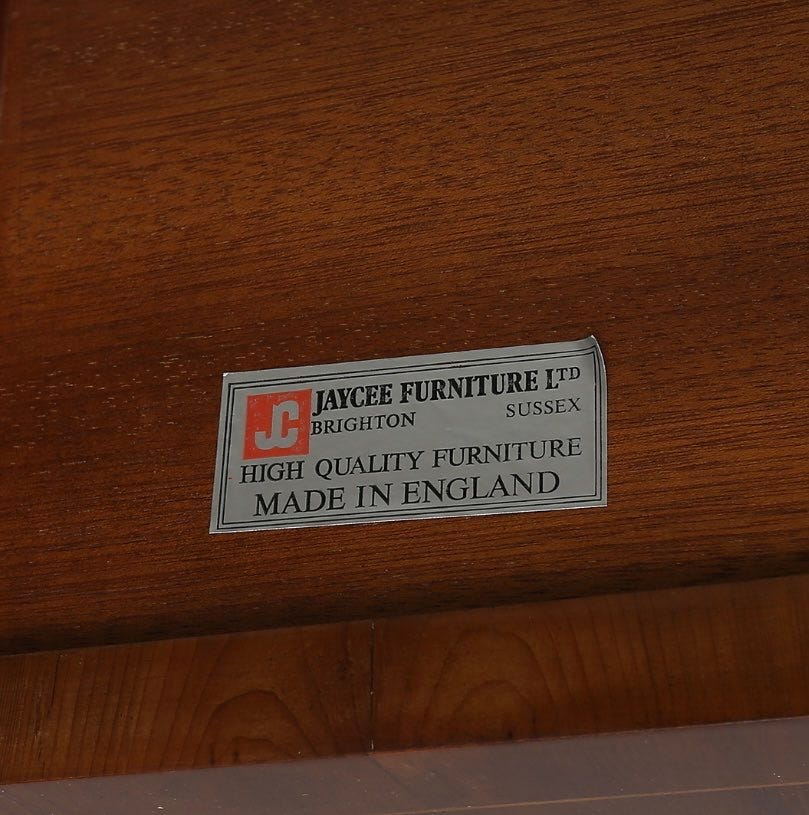 JC
JAYCEE FURNITURE LTD
BRIGHTON SUSSEX
HIGH QUALITY FURNITURE
MADE IN ENGLAND